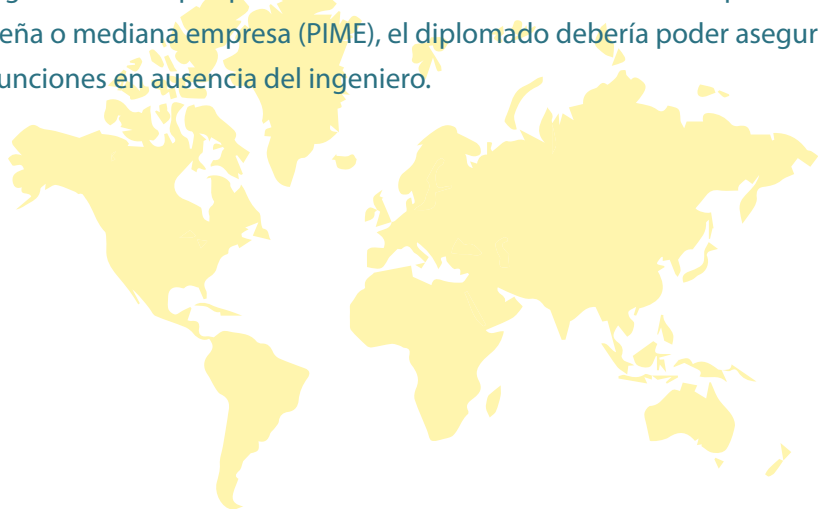 eña o mediana empresa (PIME), el diplomado debería poder asegur
unciones en ausencia del ingeniero.